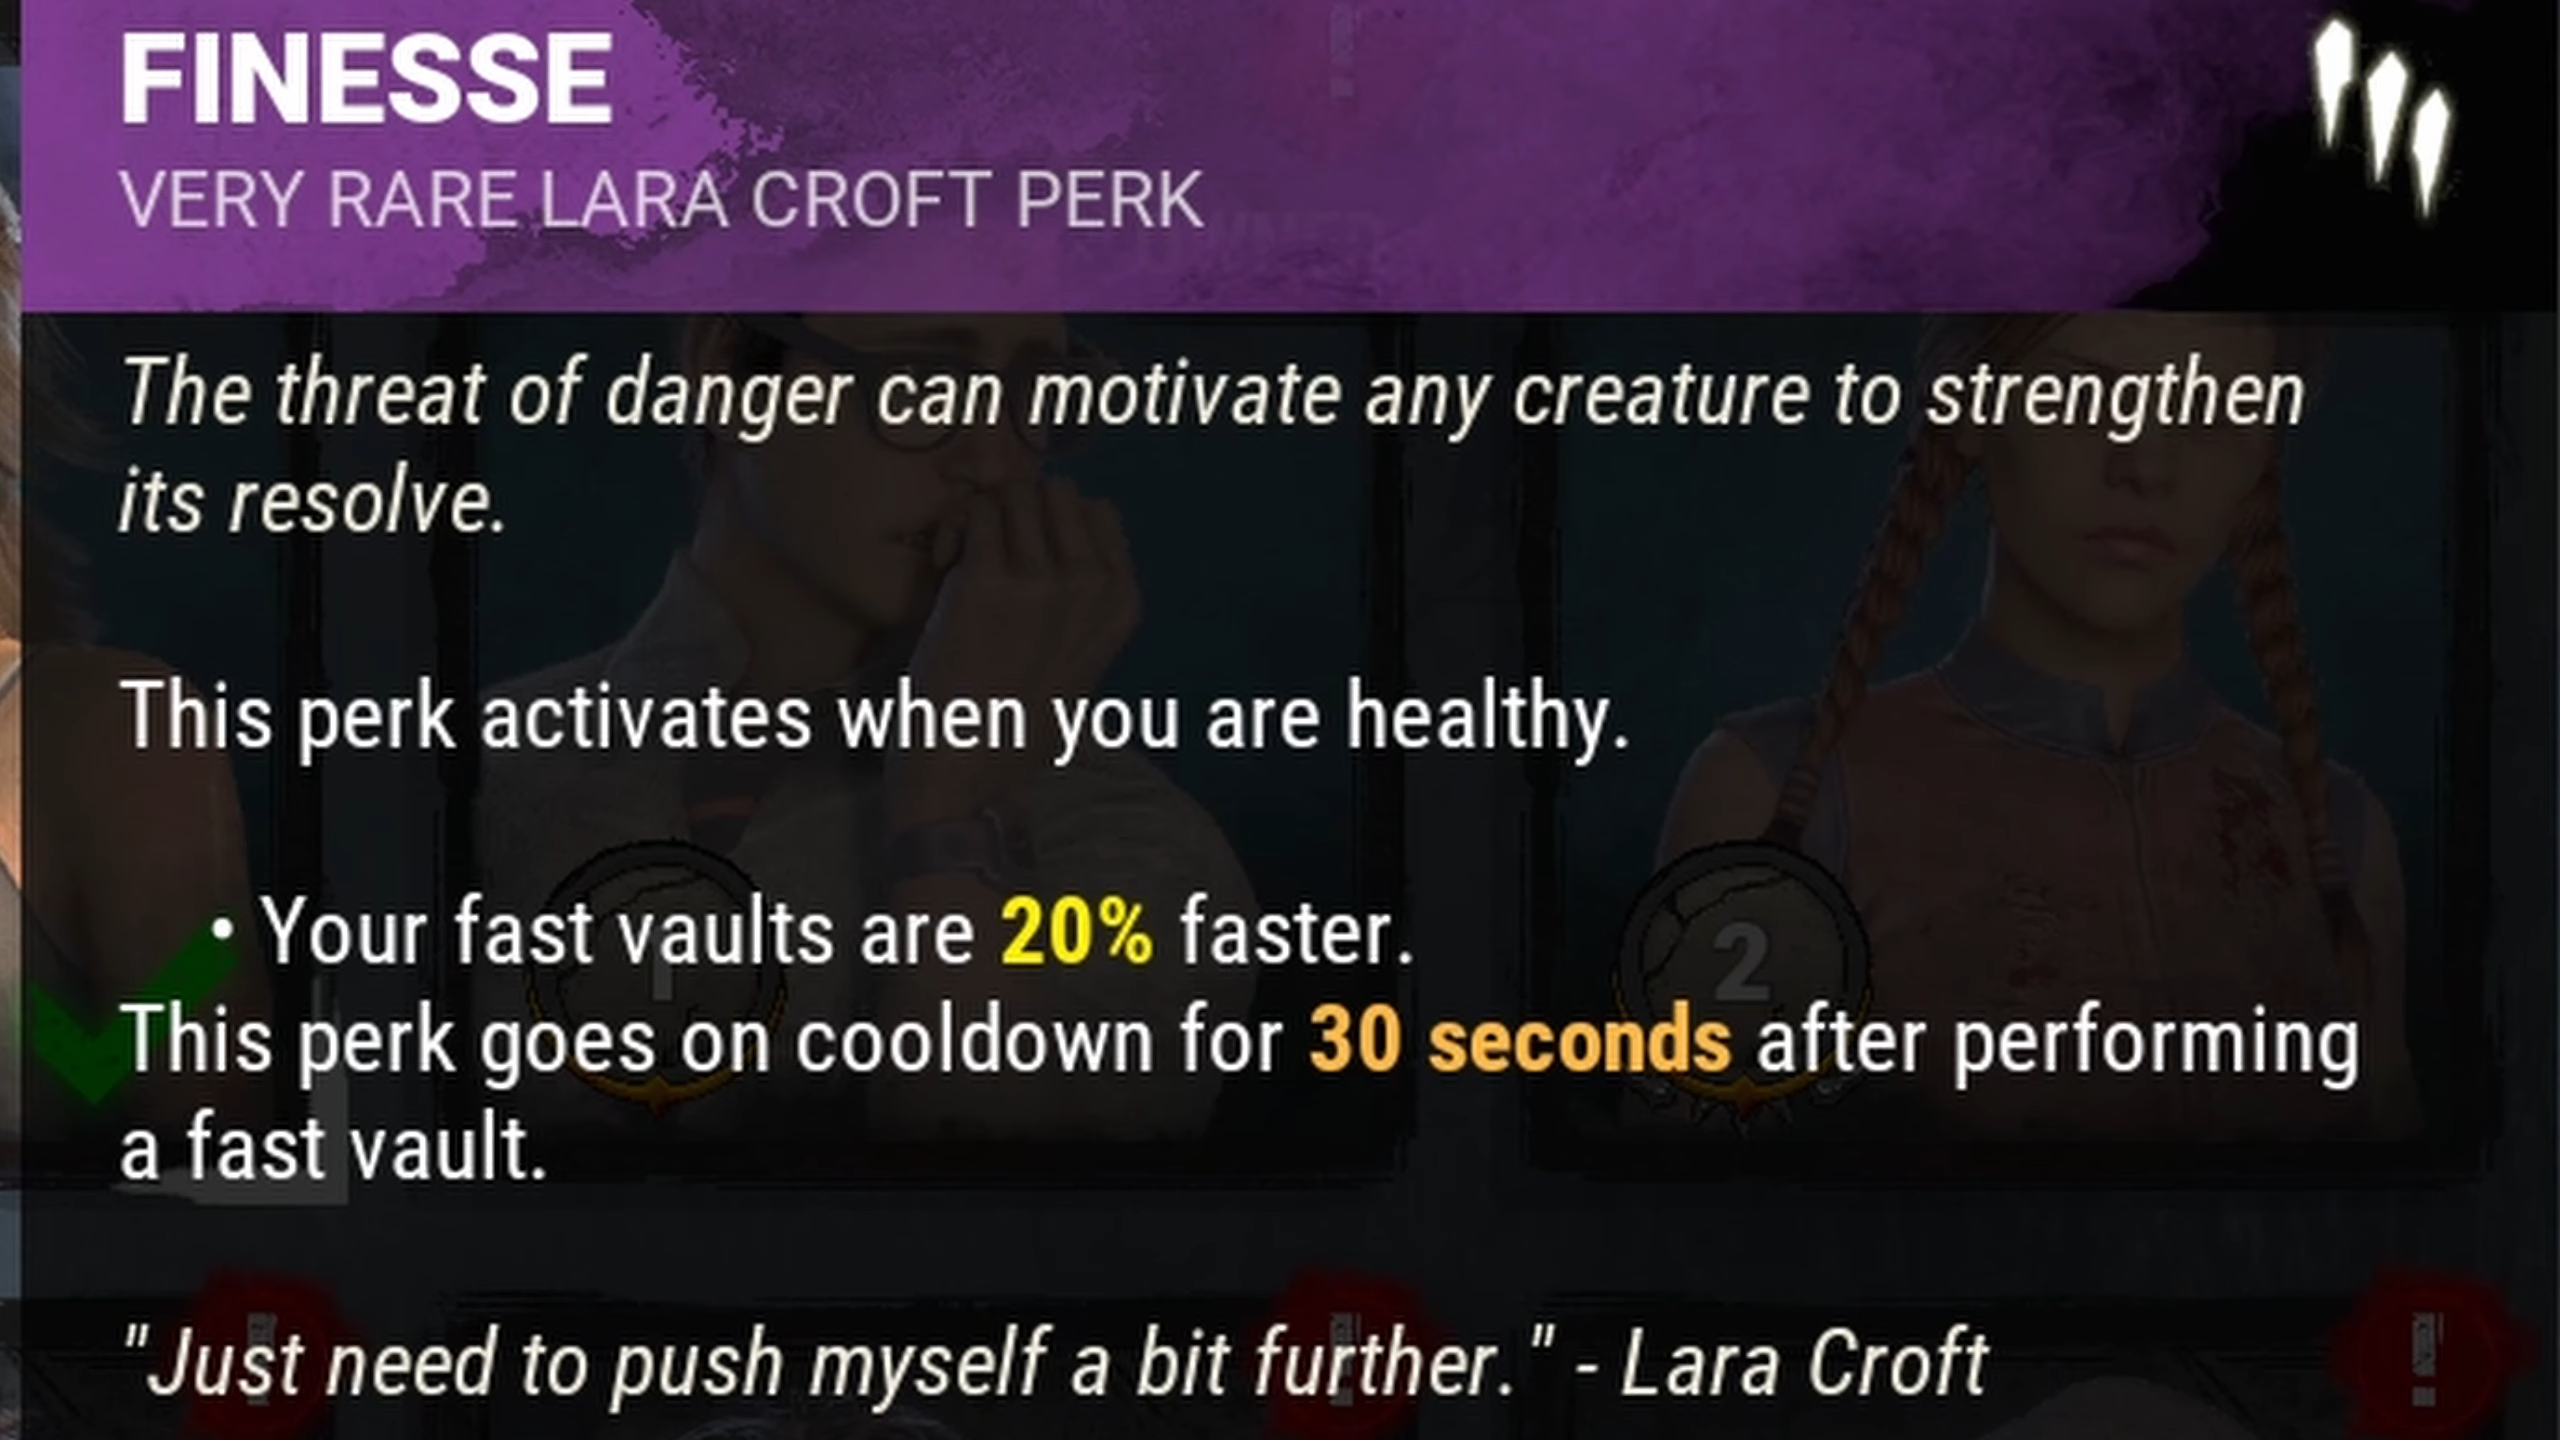 FINESSE
VERY RARE LARA CROFT PERK
The threat of danger can motivate any creature to strengthen
its resolve.
This perk activates when you are healthy.
• Your fast vaults are 20% faster.
This perk goes on cooldown for 30 seconds after performing
a fast vault.
"Just need to push myself a bit further." - Lara Croft
1
2